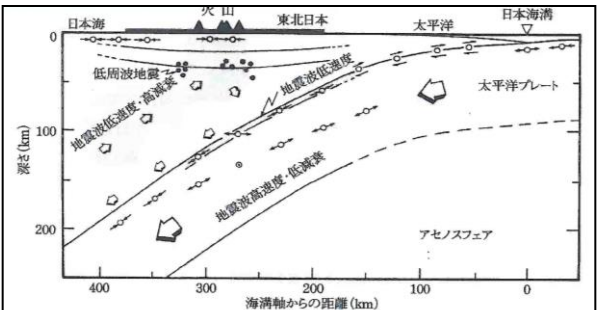 火山
日本海
東北日本
太平洋
日本海溝
0
100
200
深さ(km)
低周波地震
地震波低速度・高減衰
地震波低速度
太平洋プレート
地震波高速度・低減衰
アセノスフェア
400
300
200
100
0
海溝軸からの距離(km)